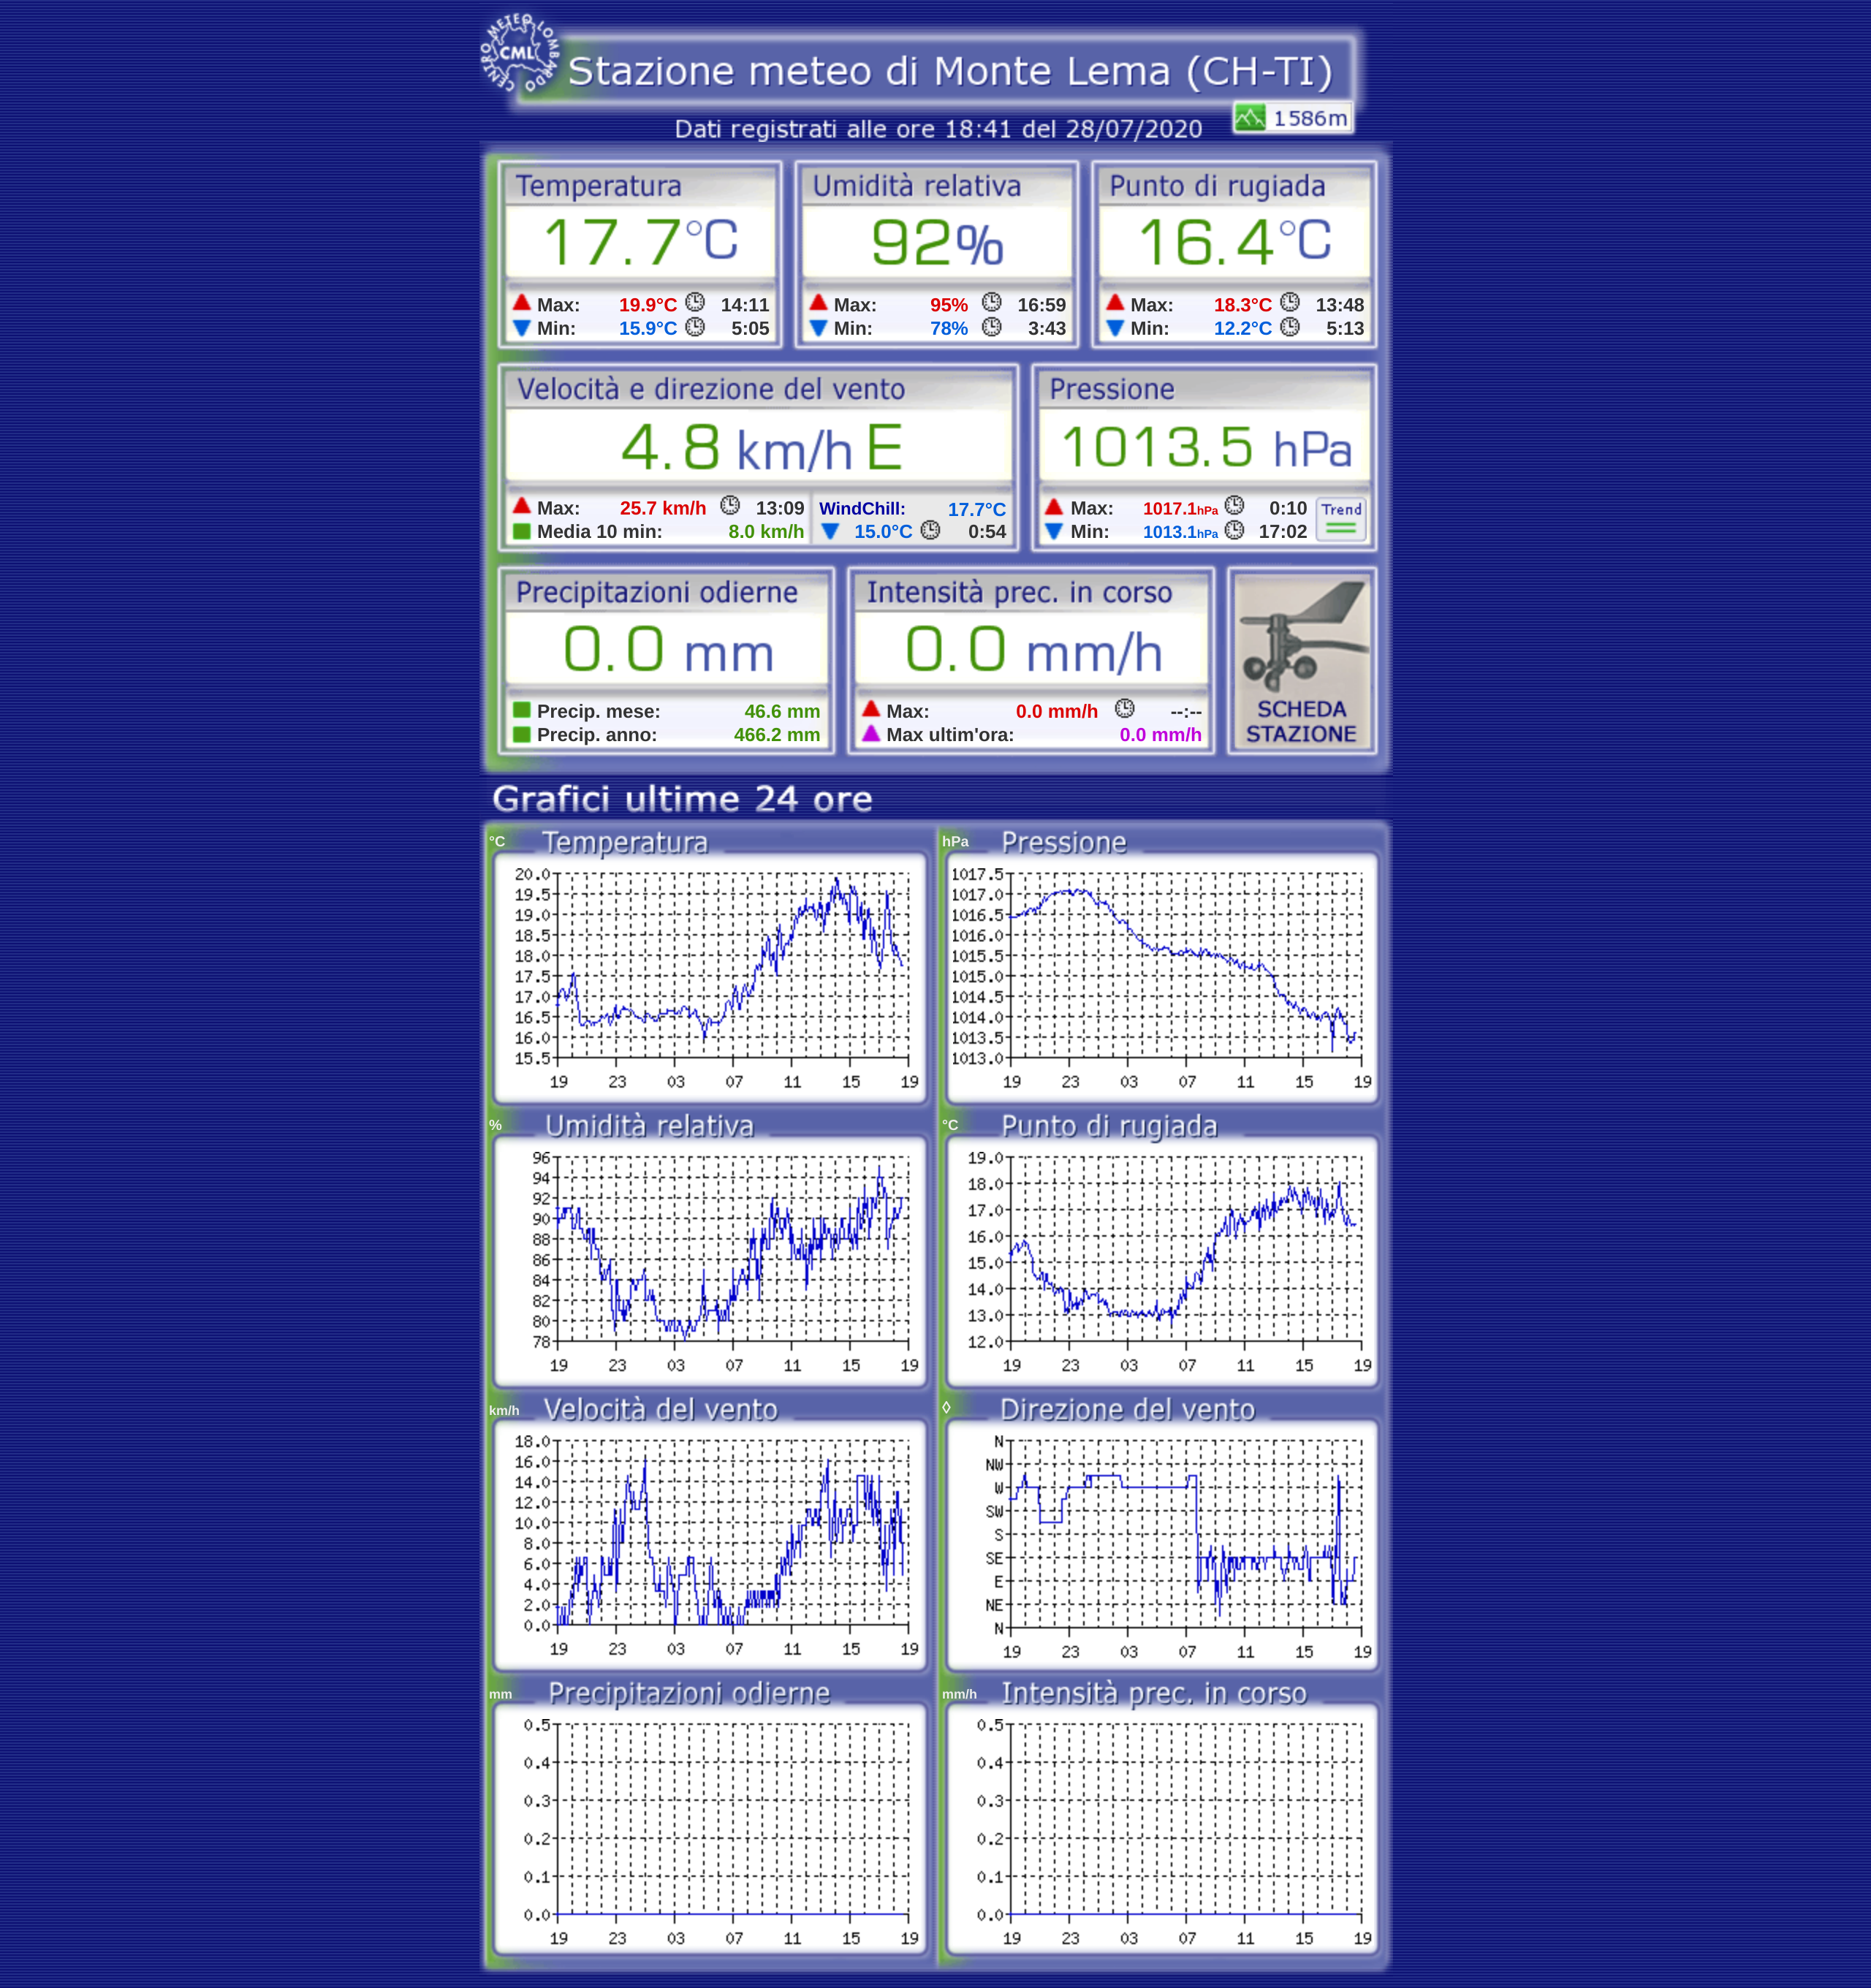 CENTRO METEO LOMBARDO
CML
Stazione meteo di Monte Lema (CH-TI)
1586m
Dati registrati alle ore 18:41 del 28/07/2020
Temperatura
17.7°C
Max: 19.9°C 14:11
Min: 15.9°C 5:05
Umidità relativa
92%
Max: 95% 16:59
Min: 78% 3:43
Punto di rugiada
16.4°C
Max: 18.3°C 13:48
Min: 12.2°C 5:13
Velocità e direzione del vento
4.8 km/h E
Max: 25.7 km/h 13:09
Media 10 min: 8.0 km/h
WindChill: 17.7°C
15.0°C 0:54
Pressione
1013.5 hPa
Max: 1017.1hPa 0:10
Min: 1013.1hPa 17:02
Trend
Precipitazioni odierne
0.0 mm
Precip. mese: 46.6 mm
Precip. anno: 466.2 mm
Intensità prec. in corso
0.0 mm/h
Max: 0.0 mm/h --:--
Max ultim'ora: 0.0 mm/h
SCHEDA
STAZIONE
Grafici ultime 24 ore
°C Temperatura
20.0
19.5
19.0
18.5
18.0
17.5
17.0
16.5
16.0
15.5
19 23 03 07 11 15 19
hPa Pressione
1017.5
1017.0
1016.5
1016.0
1015.5
1015.0
1014.5
1014.0
1013.5
1013.0
19 23 03 07 11 15 19
% Umidità relativa
96
94
92
90
88
86
84
82
80
78
19 23 03 07 11 15 19
°C Punto di rugiada
19.0
18.0
17.0
16.0
15.0
14.0
13.0
12.0
19 23 03 07 11 15 19
km/h Velocità del vento
18.0
16.0
14.0
12.0
10.0
8.0
6.0
4.0
2.0
0.0
19 23 03 07 11 15 19
◊ Direzione del vento
N
NW
W
SW
S
SE
E
NE
N
19 23 03 07 11 15 19
mm Precipitazioni odierne
0.5
0.4
0.3
0.2
0.1
0.0
19 23 03 07 11 15 19
mm/h Intensità prec. in corso
0.5
0.4
0.3
0.2
0.1
0.0
19 23 03 07 11 15 19